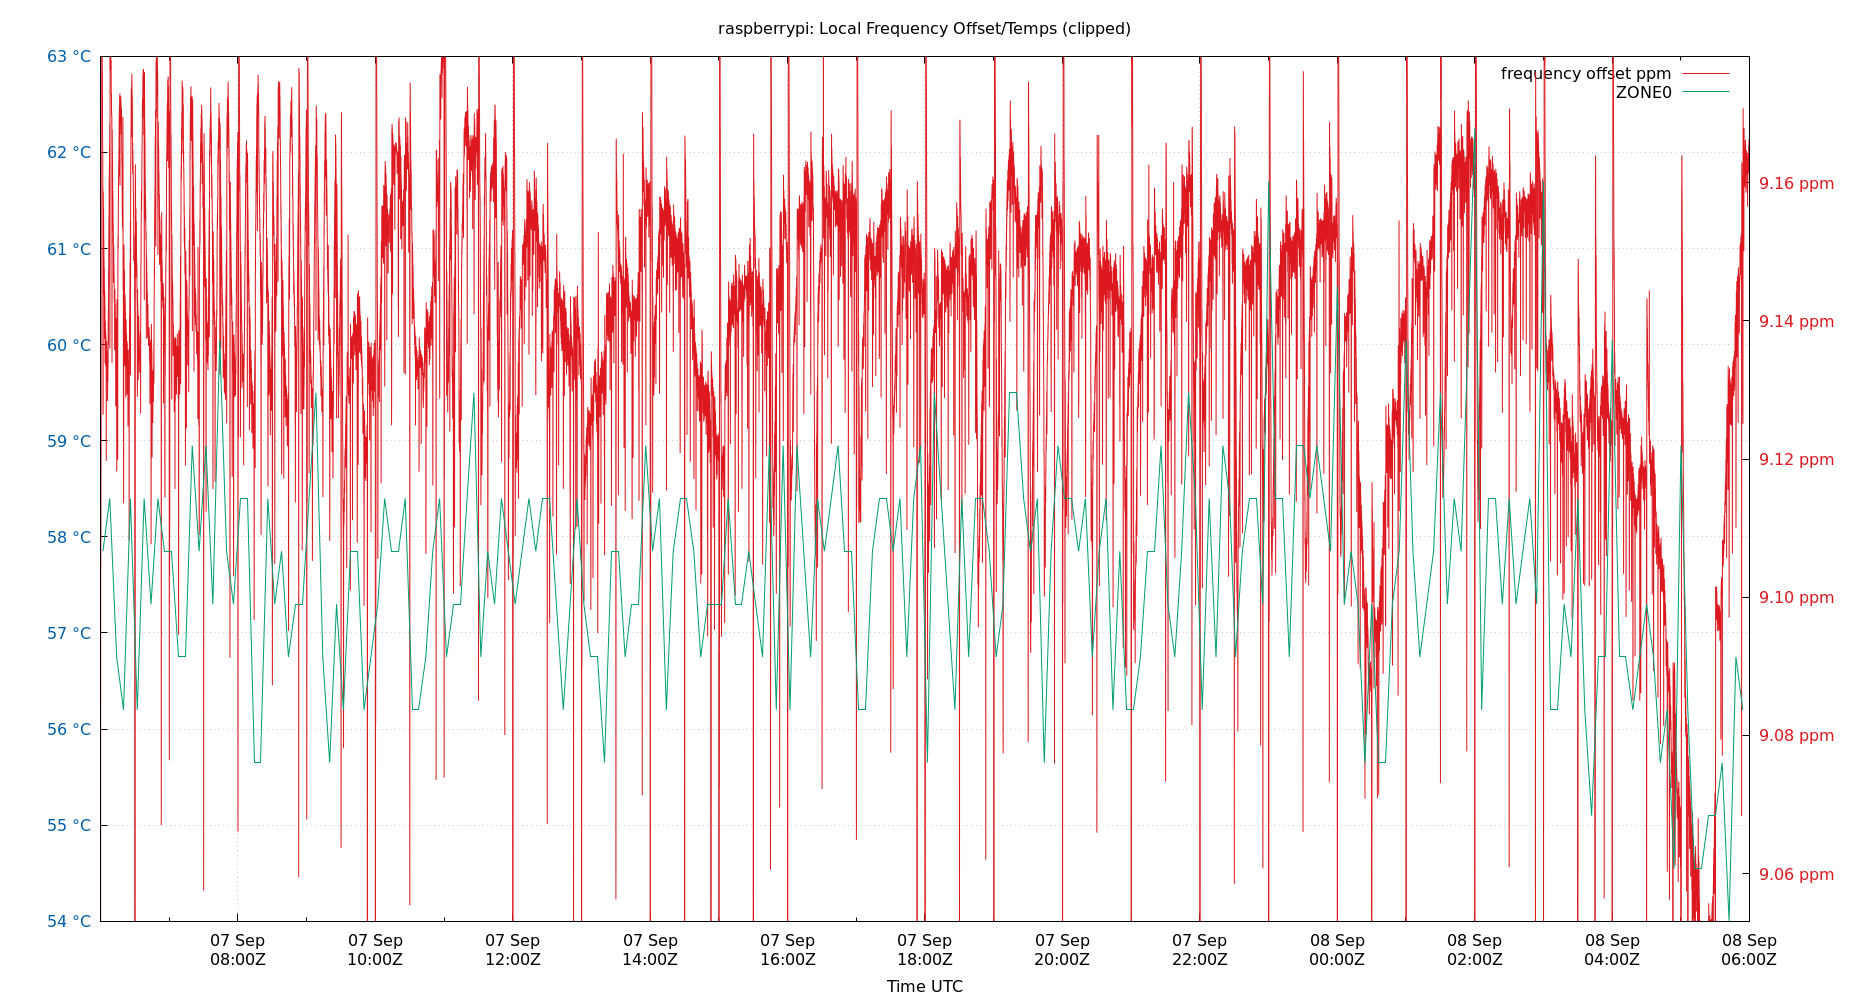 raspberrypi: Local Frequency Offset/Temps (clipped)
63 °C
62 °C
61 °C
60 °C
59 °C
58 °C
57 °C
56 °C
55 °C
54 °C
frequency offset ppm
ZONE0
9.16 ppm
9.14 ppm
9.12 ppm
9.10 ppm
9.08 ppm
9.06 ppm
07 Sep 07 Sep 07 Sep 07 Sep 07 Sep 07 Sep 07 Sep 07 Sep 08 Sep 08 Sep 08 Sep 08 Sep
08:00Z 10:00Z 12:00Z 14:00Z 16:00Z 18:00Z 20:00Z 22:00Z 00:00Z 02:00Z 04:00Z 06:00Z
Time UTC